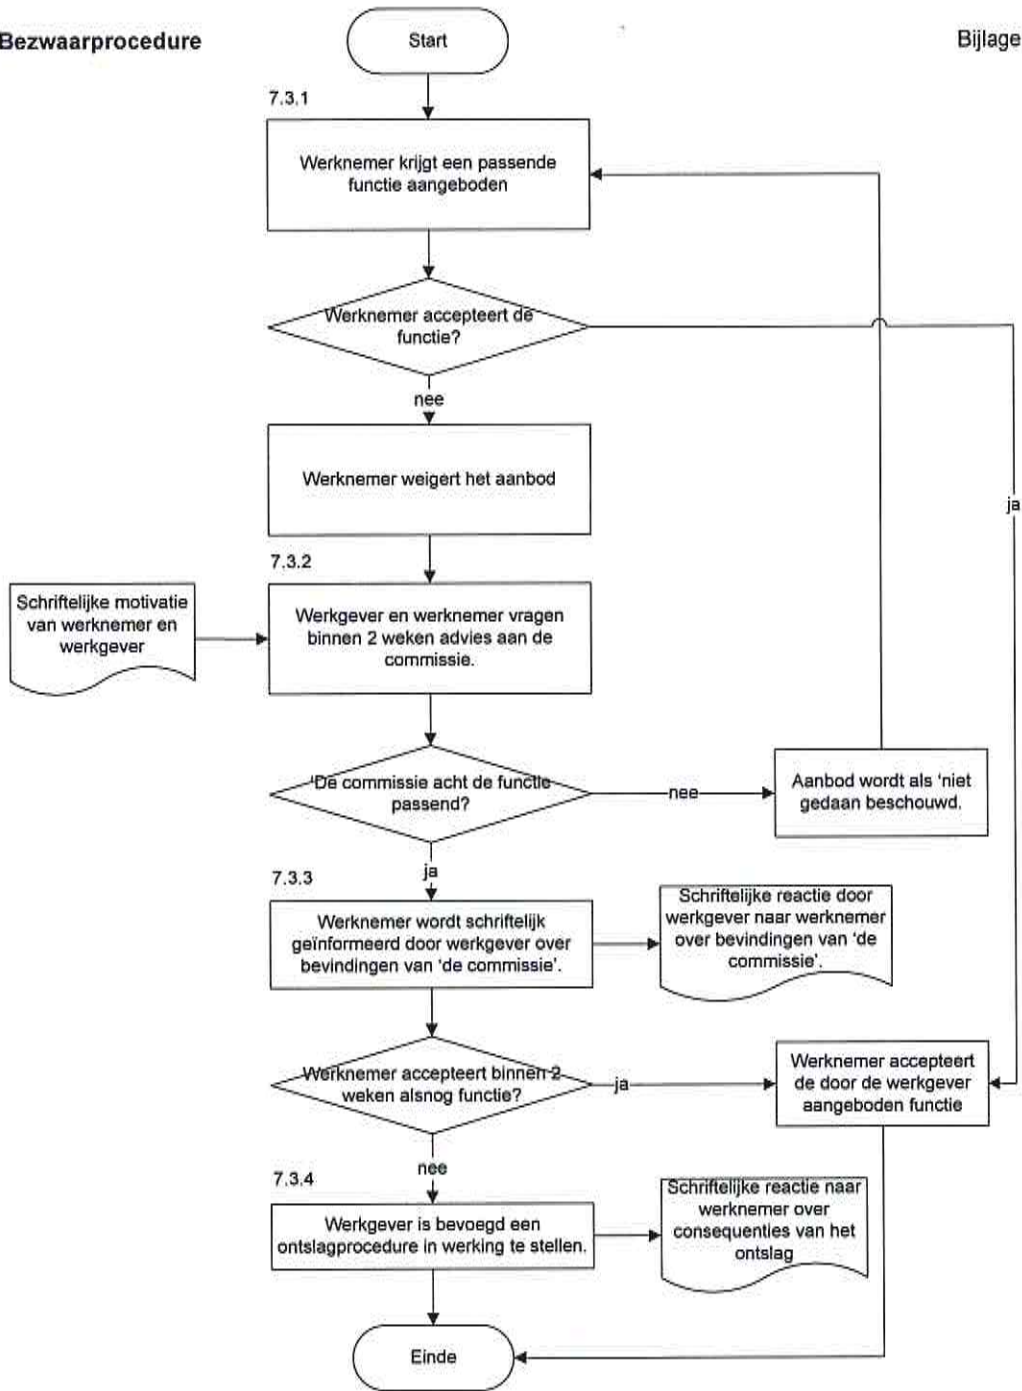 Bezwaarprocedure
Start
Bijlage
7.3.1
Werknemer krijgt een passende
functie aangeboden
Werknemer accepteert de
functie?
nee
Werknemer weigert het aanbod
ja
7.3.2
Schriftelijke motivatie
van werknemer en
werkgever
Werkgever en werknemer vragen
binnen 2 weken advies aan de
commissie.
'De commissie acht de functie
passend?
nee
Aanbod wordt als 'niet
gedaan beschouwd.
ja
7.3.3
Werknemer wordt schriftelijk
geïnformeerd door werkgever over
bevindingen van 'de commissie'.
Schriftelijke reactie door
werkgever naar werknemer
over bevindingen van 'de
commissie'.
Werknemer accepteert binnen 2
weken alsnog functie?
ja
Werknemer accepteert
de door de werkgever
aangeboden functie
nee
7.3.4
Werkgever is bevoegd een
ontslagprocedure in werking te stellen.
Schriftelijke reactie naar
werknemer over
consequenties van het
ontslag
Einde